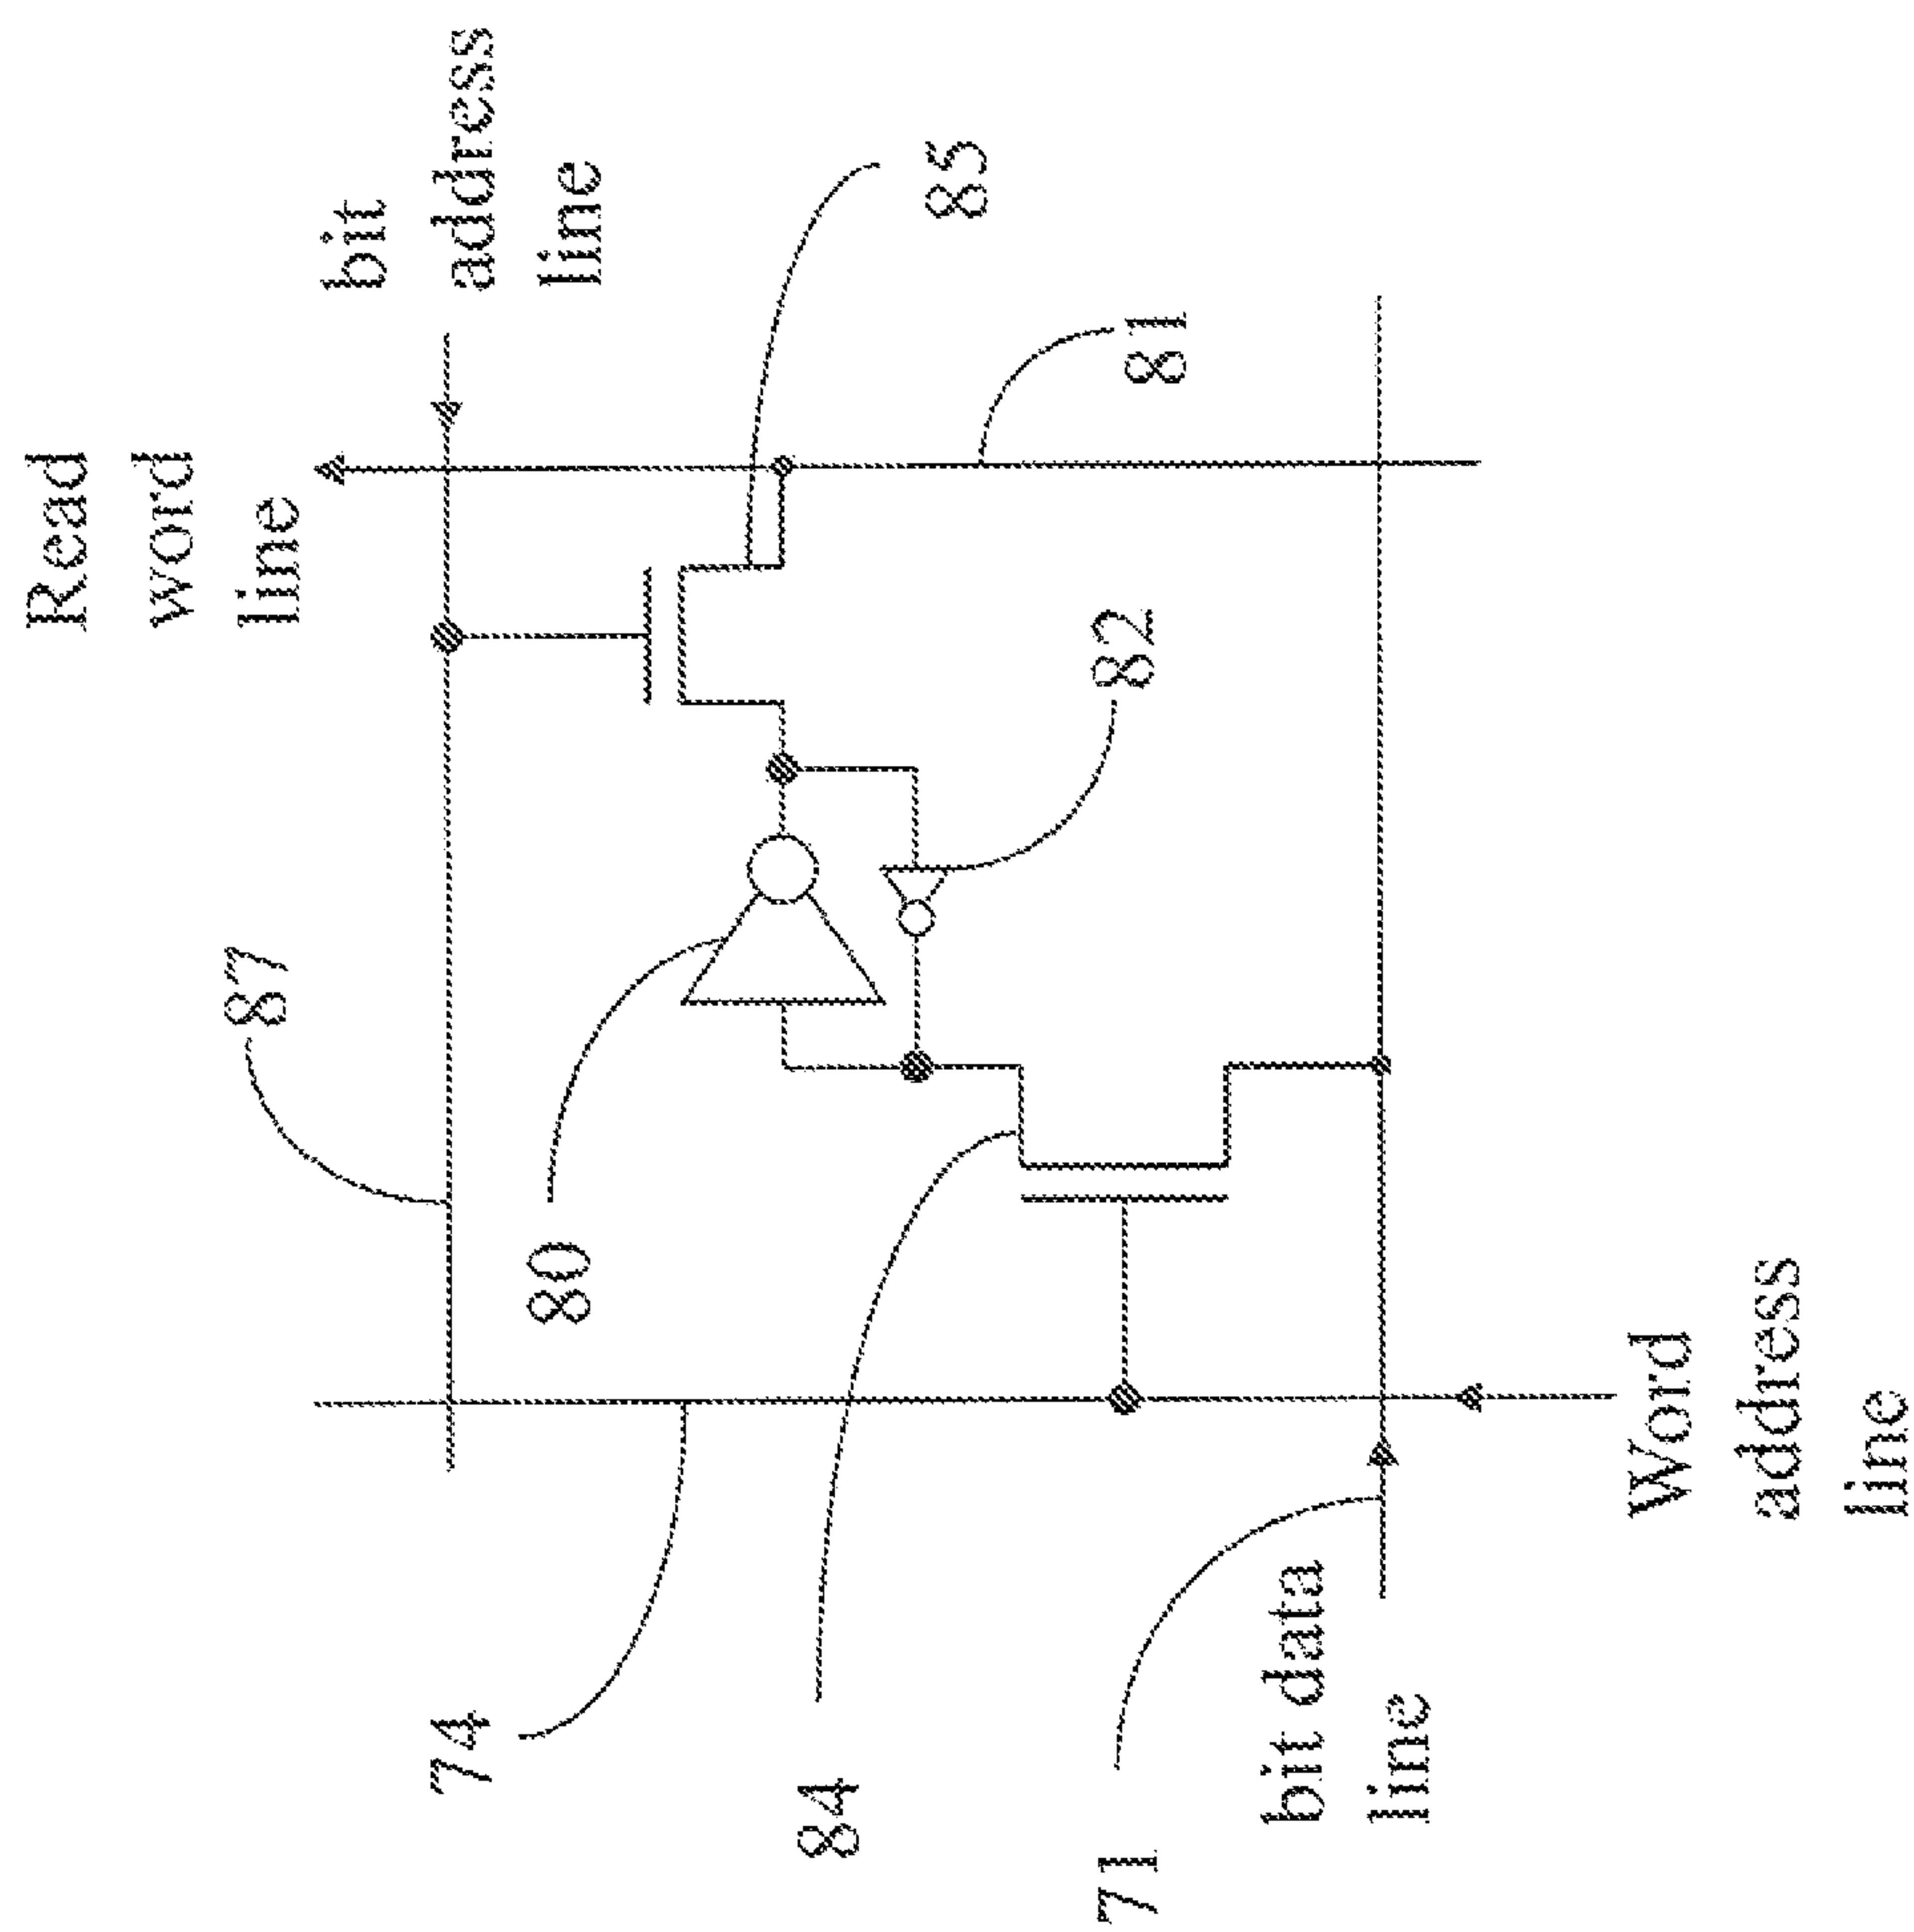 Read
word
line
87
bit
address
line
74
80
84
85
71
82
81
bit data
line
Word
address
line